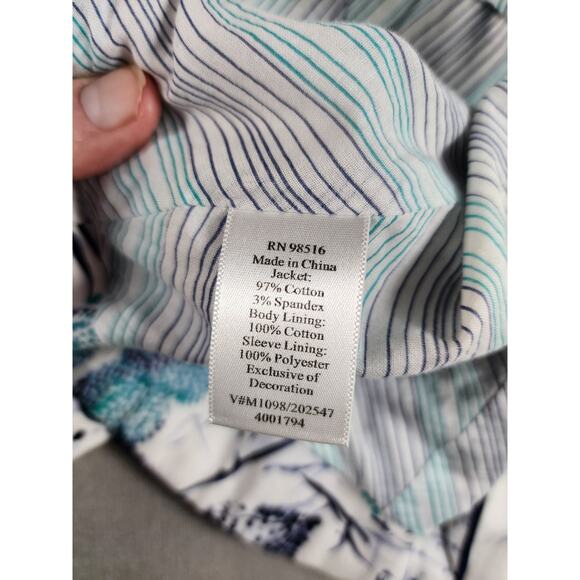 RN 98516
Made in China
Jacket:
97% Cotton
3% Spandex
Body Lining:
100% Cotton
Sleeve Lining:
100% Polyester
Exclusive of
Decoration
V#M1098/202547
4001794